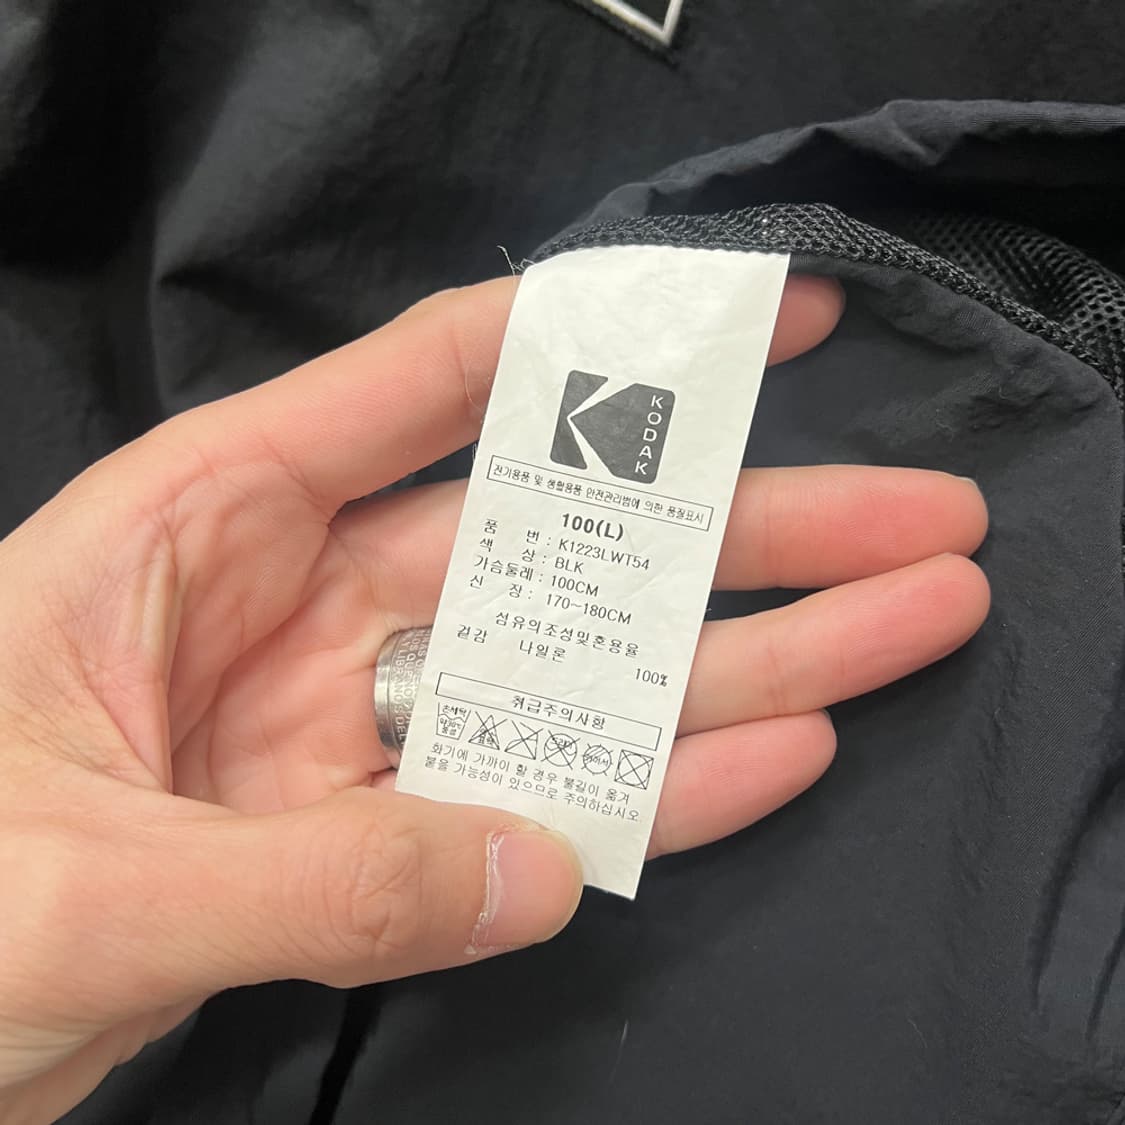 KODAK
전기용품 및 생활용품 안전관리법에 의한 품질표시
100(L)
품 번 : K1223LWT54
색 상 : BLK
가슴둘레 : 100CM
신 장 : 170~180CM
섬유의조성및혼용율
겉감 나일론 100%
취급주의사항
손세탁
화기에 가까이 할 경우 불길이 옮겨
붙을 가능성이 있으므로 주의하십시오.